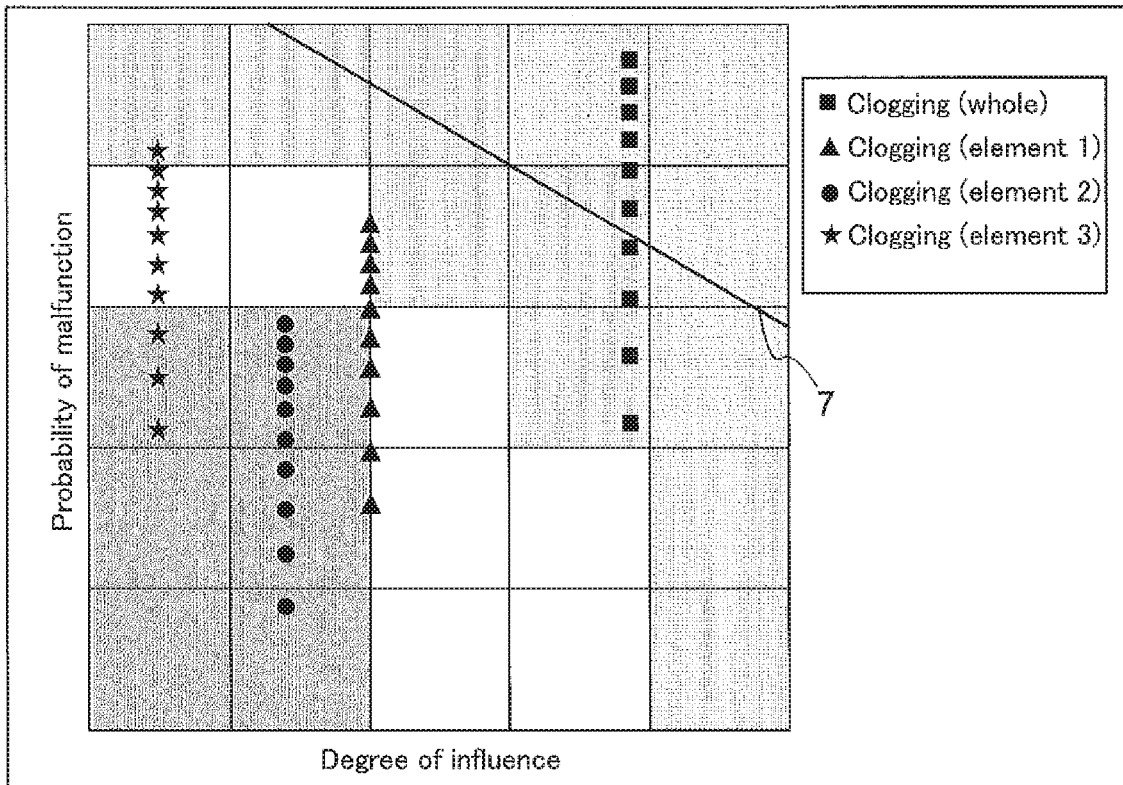 Probability of malfunction
Degree of influence
■ Clogging (whole)
▲ Clogging (element 1)
● Clogging (element 2)
★ Clogging (element 3)
7